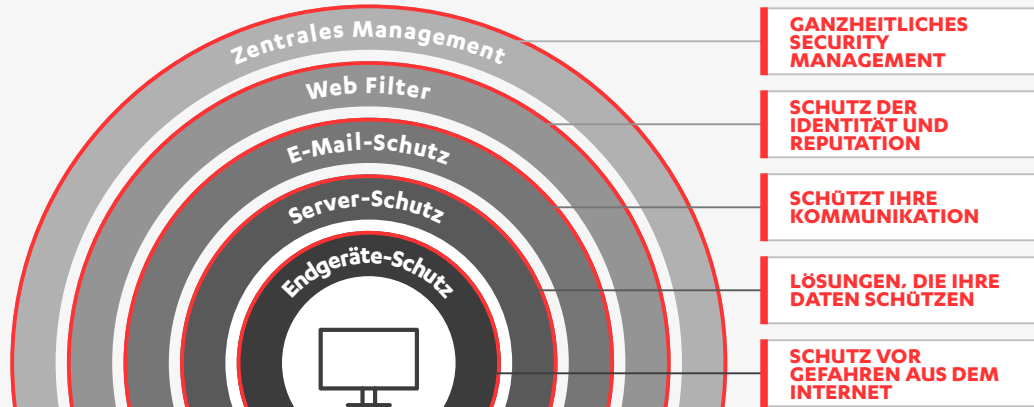 Zentrales Management
Web Filter
E-Mail-Schutz
Server-Schutz
Endgeräte-Schutz
GANZHEITLICHES
SECURITY
MANAGEMENT
SCHUTZ DER
IDENTITÄT UND
REPUTATION
SCHÜTZT IHRE
KOMMUNIKATION
LÖSUNGEN, DIE IHRE
DATEN SCHÜTZEN
SCHUTZ VOR
GEFAHREN AUS DEM
INTERNET